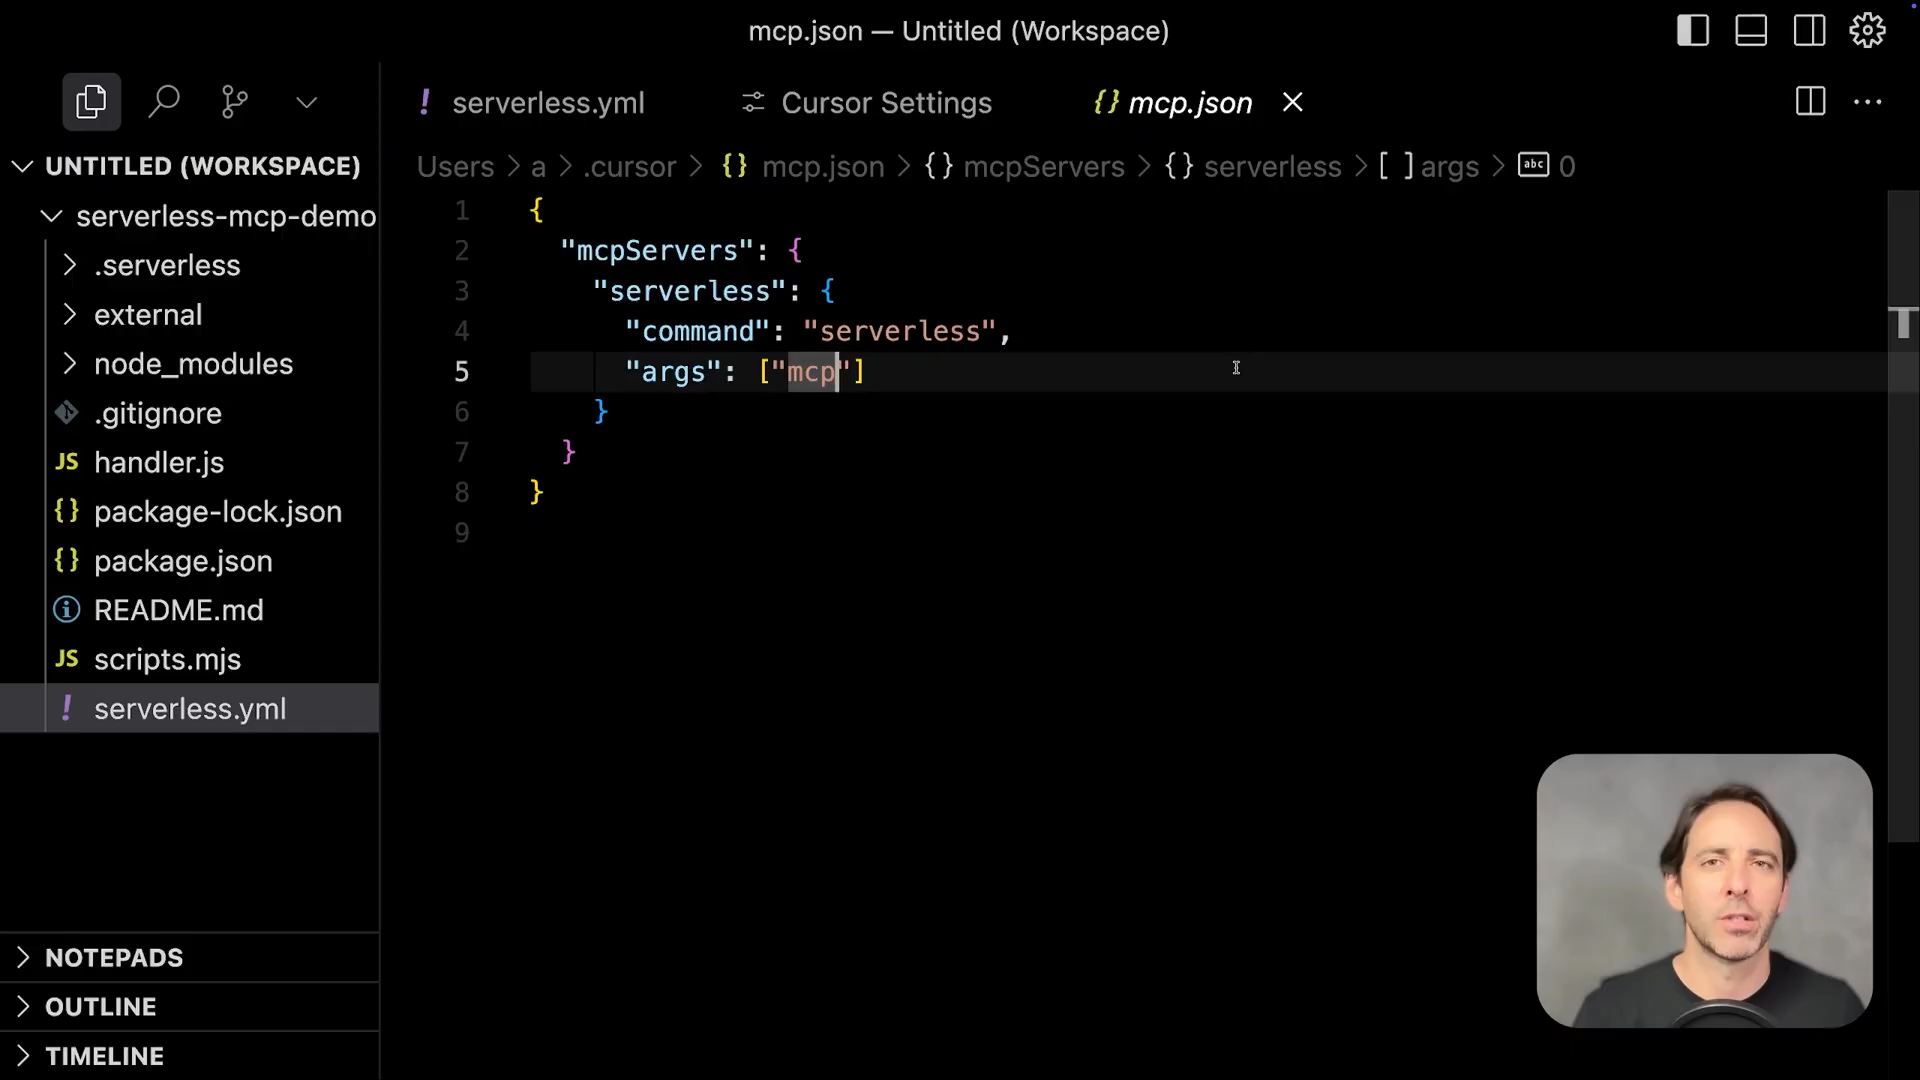 mcp.json — Untitled (Workspace)
serverless.yml
Cursor Settings
{} mcp.json
UNTITLED (WORKSPACE)
Users > a > .cursor > {} mcp.json > {} mcpServers > {} serverless > [ ] args > abc 0
serverless-mcp-demo
.serverless
external
node_modules
.gitignore
JS handler.js
{} package-lock.json
{} package.json
README.md
JS scripts.mjs
! serverless.yml
1 {
2 "mcpServers": {
3 "serverless": {
4 "command": "serverless",
5 "args": ["mcp"]
6 }
7 }
8 }
9
NOTEPADS
OUTLINE
TIMELINE